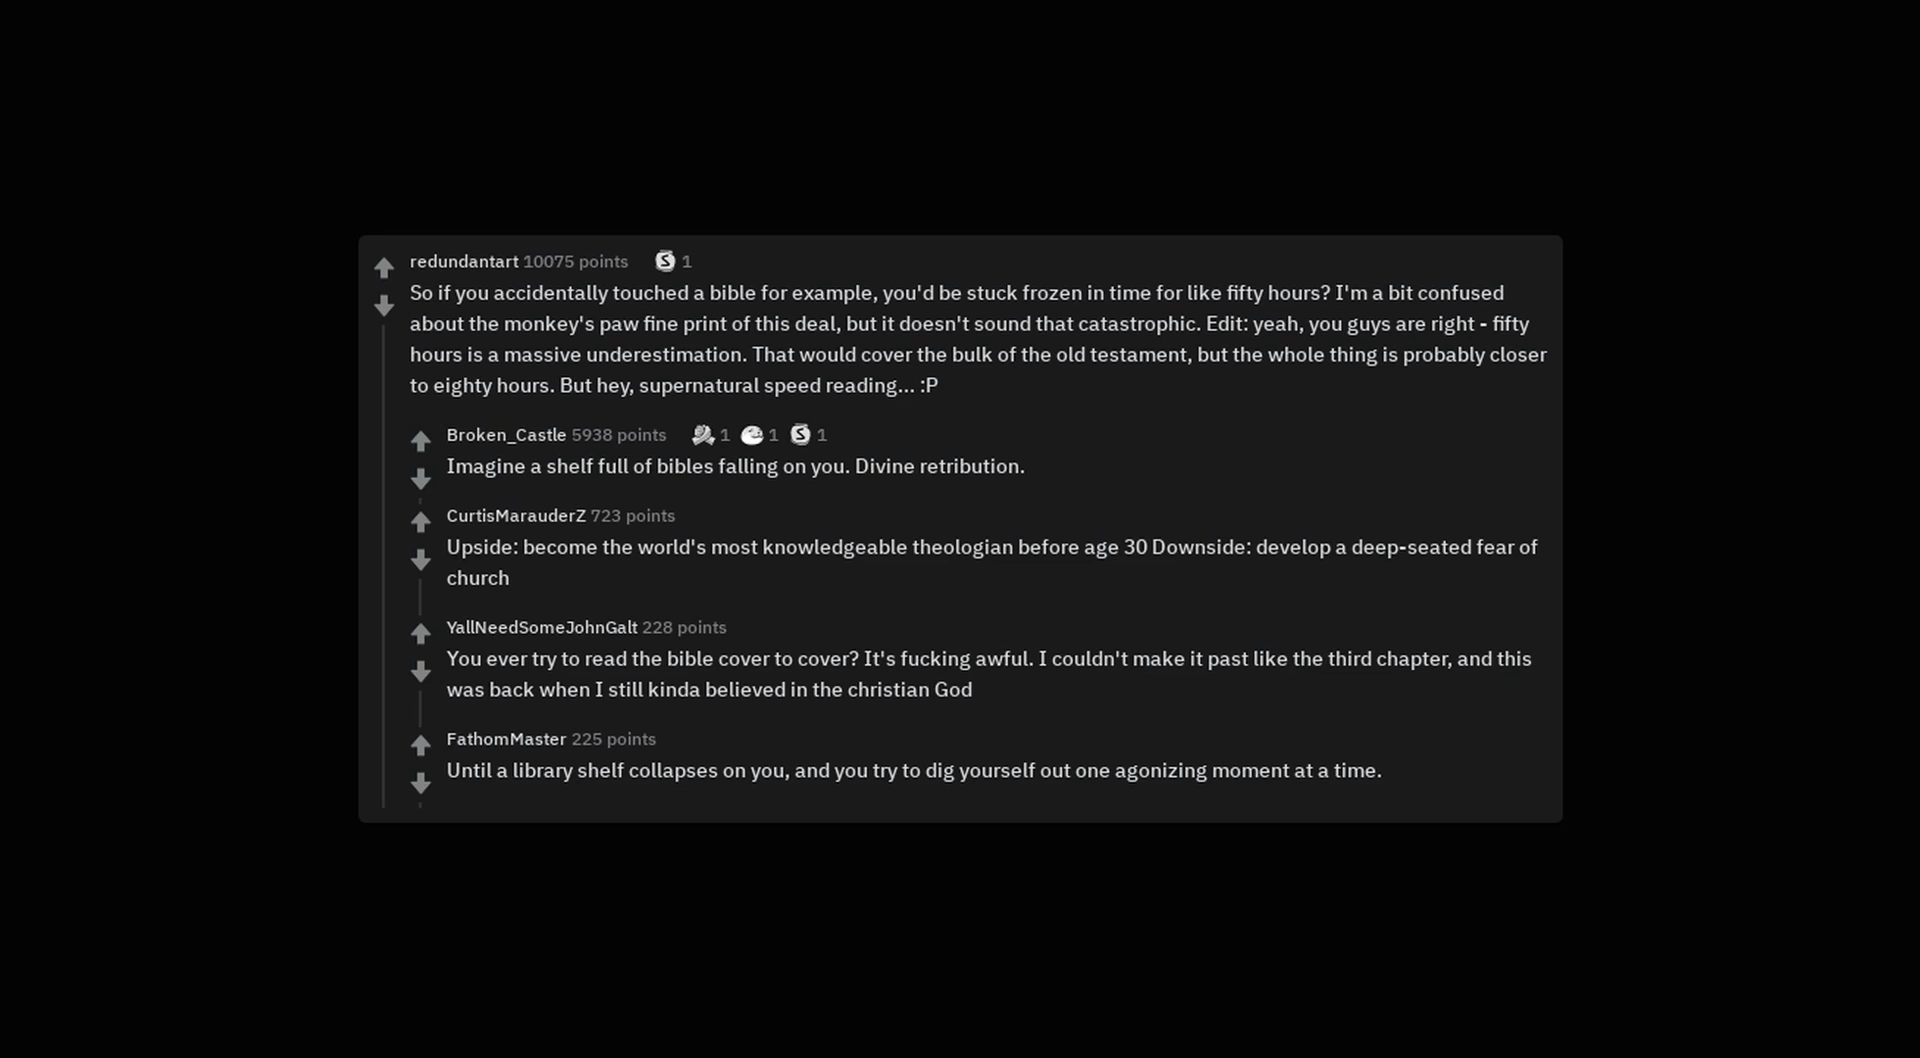 redundantart 10075 points S 1
So if you accidentally touched a bible for example, you'd be stuck frozen in time for like fifty hours? I'm a bit confused
about the monkey's paw fine print of this deal, but it doesn't sound that catastrophic. Edit: yeah, you guys are right - fifty
hours is a massive underestimation. That would cover the bulk of the old testament, but the whole thing is probably closer
to eighty hours. But hey, supernatural speed reading... :P
Broken_Castle 5938 points 1 1 S 1
Imagine a shelf full of bibles falling on you. Divine retribution.
CurtisMarauderZ 723 points
Upside: become the world's most knowledgeable theologian before age 30 Downside: develop a deep-seated fear of
church
YallNeedSomeJohnGalt 228 points
You ever try to read the bible cover to cover? It's fucking awful. I couldn't make it past like the third chapter, and this
was back when I still kinda believed in the christian God
FathomMaster 225 points
Until a library shelf collapses on you, and you try to dig yourself out one agonizing moment at a time.